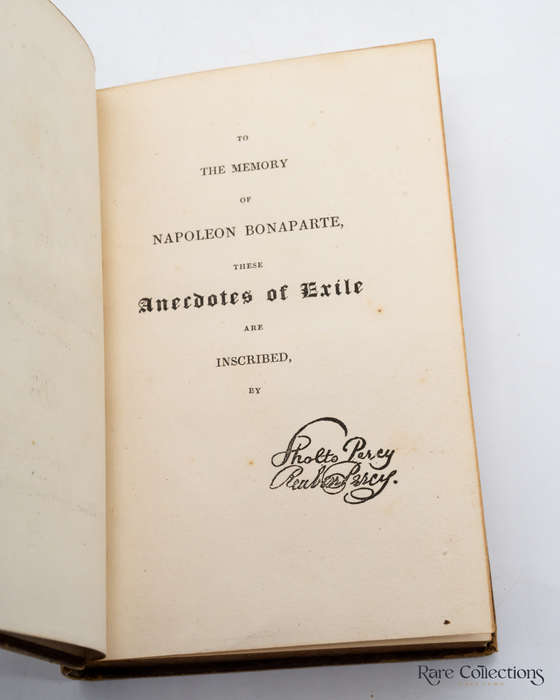 TO
THE MEMORY
OF
NAPOLEON BONAPARTE,
THESE
Anecdotes of Exile
ARE
INSCRIBED,
BY
Sholto Percy
Reuben Percy.
Rare Collections